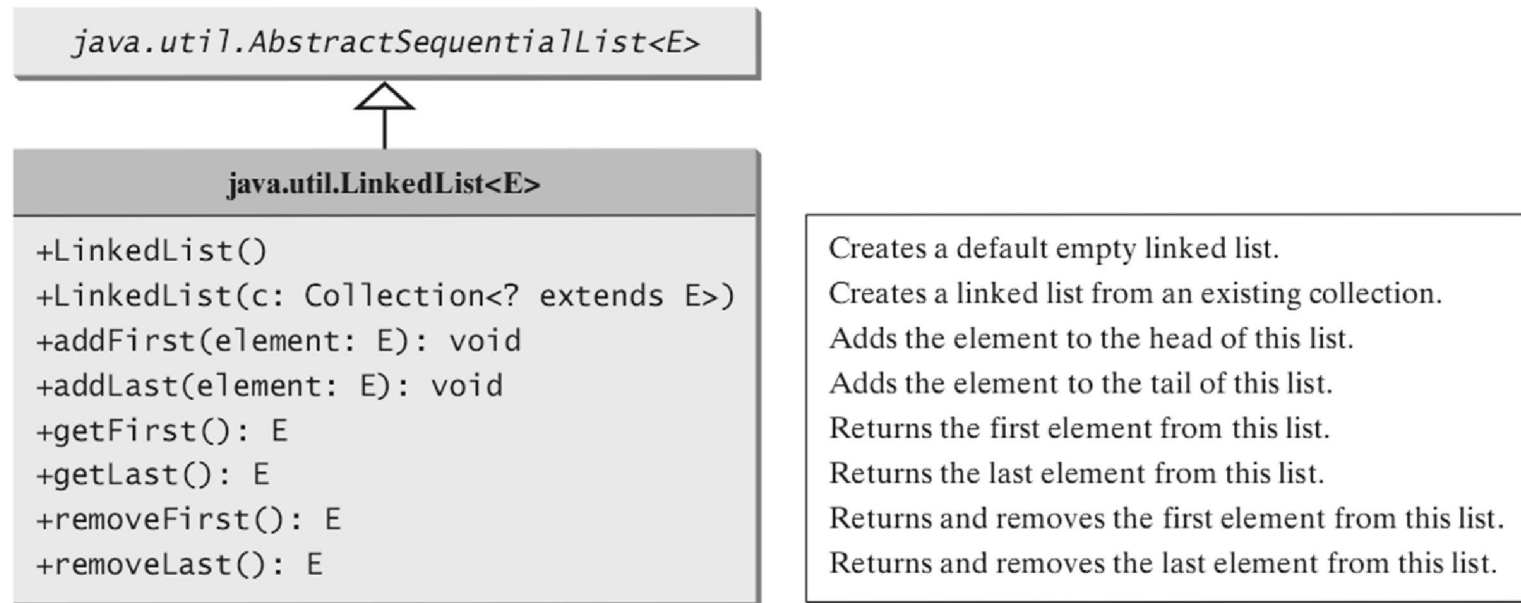 java.util.AbstractSequentialList<E>
java.util.LinkedList<E>
+LinkedList()
+LinkedList(c: Collection<? extends E>)
+addFirst(element: E): void
+addLast(element: E): void
+getFirst(): E
+getLast(): E
+removeFirst(): E
+removeLast(): E
Creates a default empty linked list.
Creates a linked list from an existing collection.
Adds the element to the head of this list.
Adds the element to the tail of this list.
Returns the first element from this list.
Returns the last element from this list.
Returns and removes the first element from this list.
Returns and removes the last element from this list.